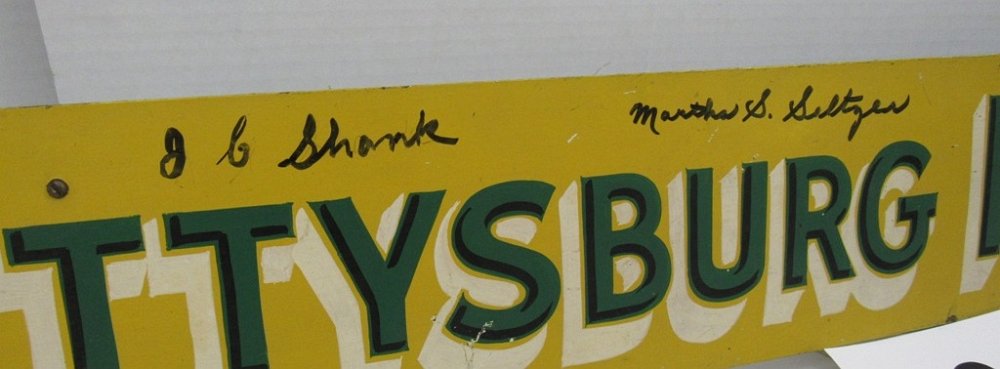 J C Shank Martha S. Seltzer
TTYSBURG